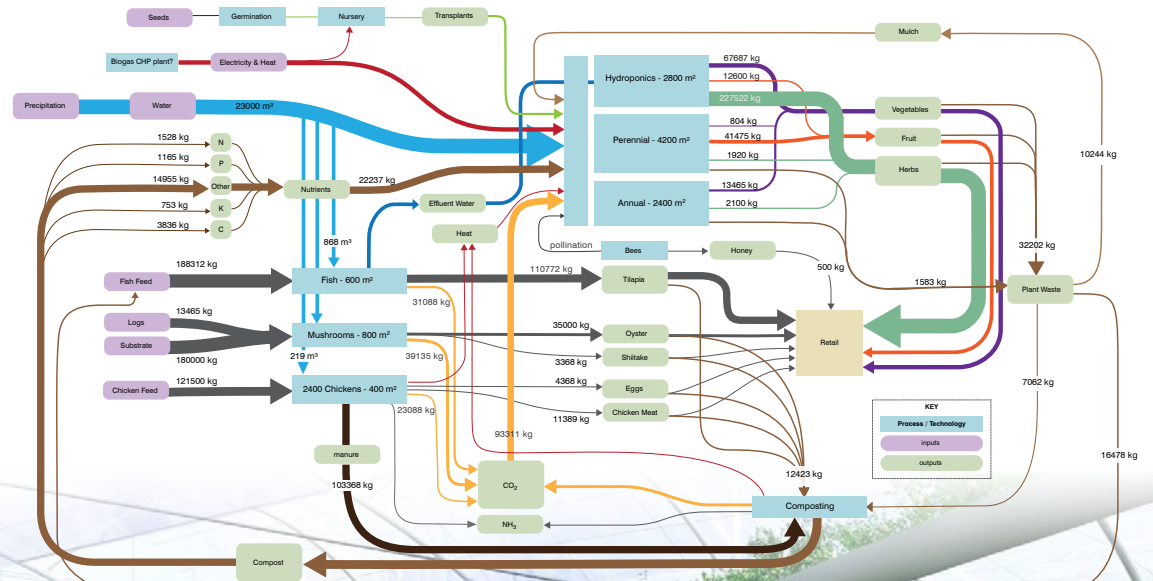 Seeds
Germination
Nursery
Transplants
Mulch
Biogas CHP plant?
Electricity & Heat
Precipitation
Water
23000 m³
Hydroponics - 2800 m²
67687 kg
12600 kg
227522 kg
Perennial - 4200 m²
804 kg
41475 kg
1920 kg
Annual - 2400 m²
13465 kg
2100 kg
Vegetables
Fruit
Herbs
10244 kg
1528 kg
N
1165 kg
P
14955 kg
Other
753 kg
K
3836 kg
C
Nutrients
22237 kg
Effluent Water
Heat
868 m³
pollination
Bees
Honey
500 kg
32202 kg
1583 kg
Plant Waste
Fish Feed
188312 kg
Fish - 600 m²
110772 kg
Tilapia
31088 kg
Logs
13465 kg
Substrate
180000 kg
Mushrooms - 800 m²
35000 kg
Oyster
39135 kg
3368 kg
Shiitake
219 m³
Retail
Chicken Feed
121500 kg
2400 Chickens - 400 m²
4368 kg
Eggs
23088 kg
11389 kg
Chicken Meat
7062 kg
KEY
Process / Technology
inputs
outputs
93311 kg
manure
103368 kg
CO₂
NH₃
12423 kg
Composting
16478 kg
Compost